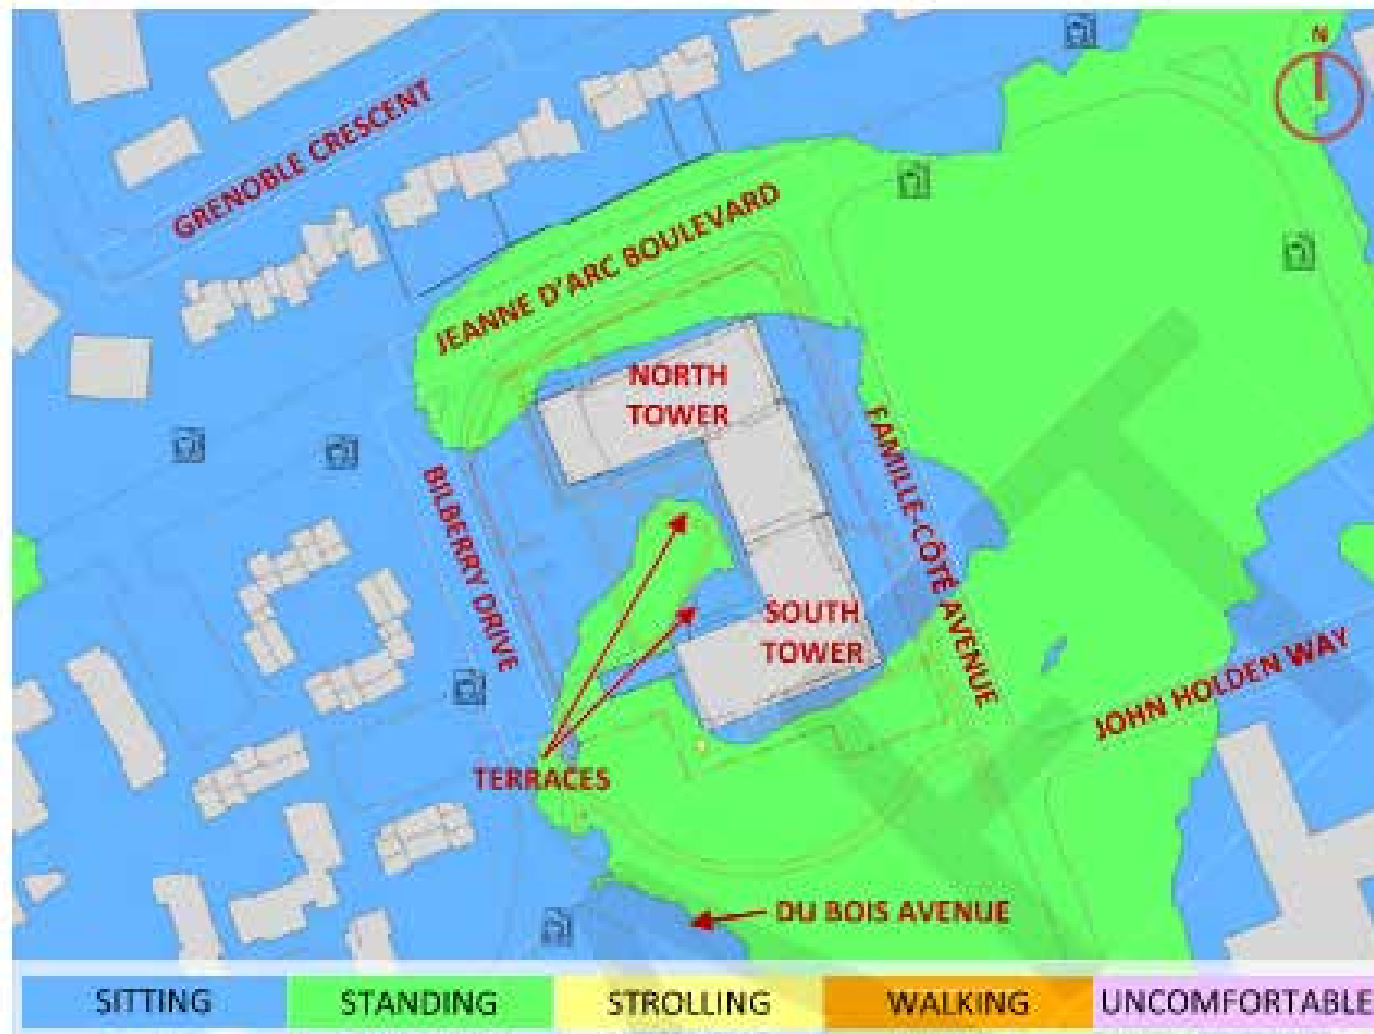 N
GRENOBLE CRESCENT
JEANNE D'ARC BOULEVARD
NORTH
TOWER
FAMILLE-CÔTÉ AVENUE
BILBERRY DRIVE
SOUTH
TOWER
JOHN HOLDEN WAY
TERRACES
DU BOIS AVENUE
SITTING
STANDING
STROLLING
WALKING
UNCOMFORTABLE